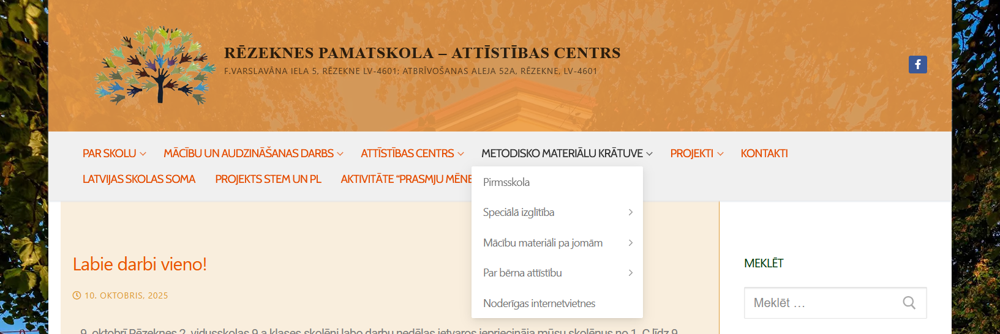 RĒZEKNES PAMATSKOLA – ATTĪSTĪBAS CENTRS
F.VARSLAVĀNA IELA 5, RĒZEKNE LV-4601; ATBRĪVOŠANAS ALEJA 52A, RĒZEKNE, LV-4601
PAR SKOLU MĀCĪBU UN AUDZINĀŠANAS DARBS ATTĪSTĪBAS CENTRS METODISKO MATERIĀLU KRĀTUVE PROJEKTI KONTAKTI
LATVIJAS SKOLAS SOMA PROJEKTS STEM UN PL AKTIVITĀTE “PRASMJU MĒNE
Pirmsskola
Speciālā izglītība
Mācību materiāli pa jomām
Par bērna attīstību
Noderīgas internetvietnes
Labie darbi vieno!
10. OKTOBRIS, 2025
9. oktobrī Rēzeknes 2. vidusskolas 9.a klases skolēni labo darbu nedēļas ietvaros iepriecināja mūsu skolēnus no 1. C līdz 9.
MEKLĒT
Meklēt …